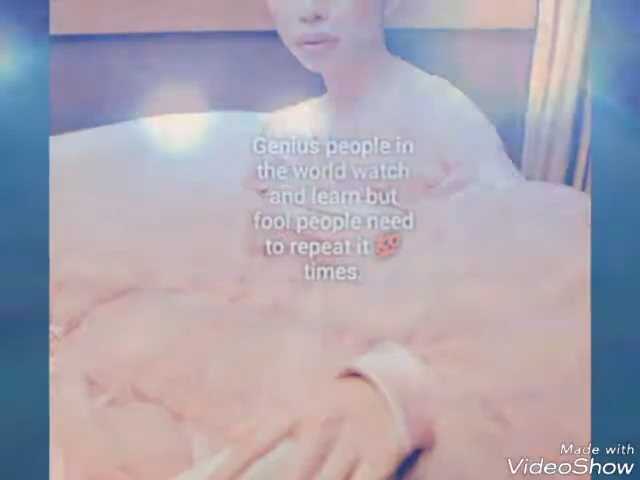 Genius people in
the world watch
and learn but
fool people need
to repeat it 💯
times.
Made with
VideoShow